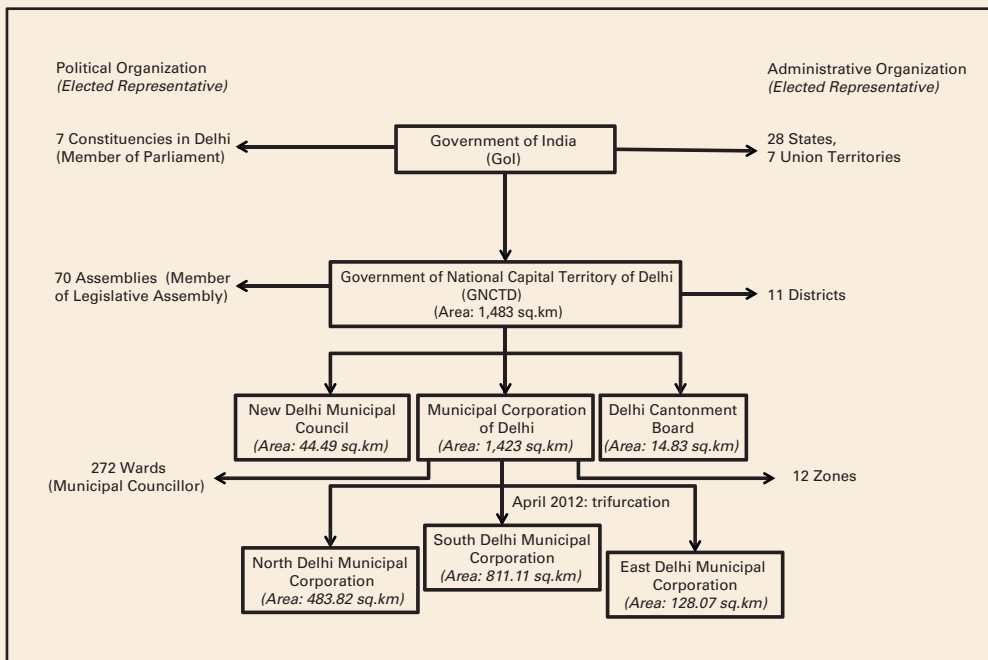 Political Organization
(Elected Representative)
Administrative Organization
(Elected Representative)
7 Constituencies in Delhi
(Member of Parliament)
Government of India
(GoI)
28 States,
7 Union Territories
70 Assemblies (Member
of Legislative Assembly)
Government of National Capital Territory of Delhi
(GNCTD)
(Area: 1,483 sq.km)
11 Districts
New Delhi Municipal
Council
(Area: 44.49 sq.km)
Municipal Corporation
of Delhi
(Area: 1,423 sq.km)
Delhi Cantonment
Board
(Area: 14.83 sq.km)
272 Wards
(Municipal Councillor)
12 Zones
April 2012: trifurcation
North Delhi Municipal
Corporation
(Area: 483.82 sq.km)
South Delhi Municipal
Corporation
(Area: 811.11 sq.km)
East Delhi Municipal
Corporation
(Area: 128.07 sq.km)